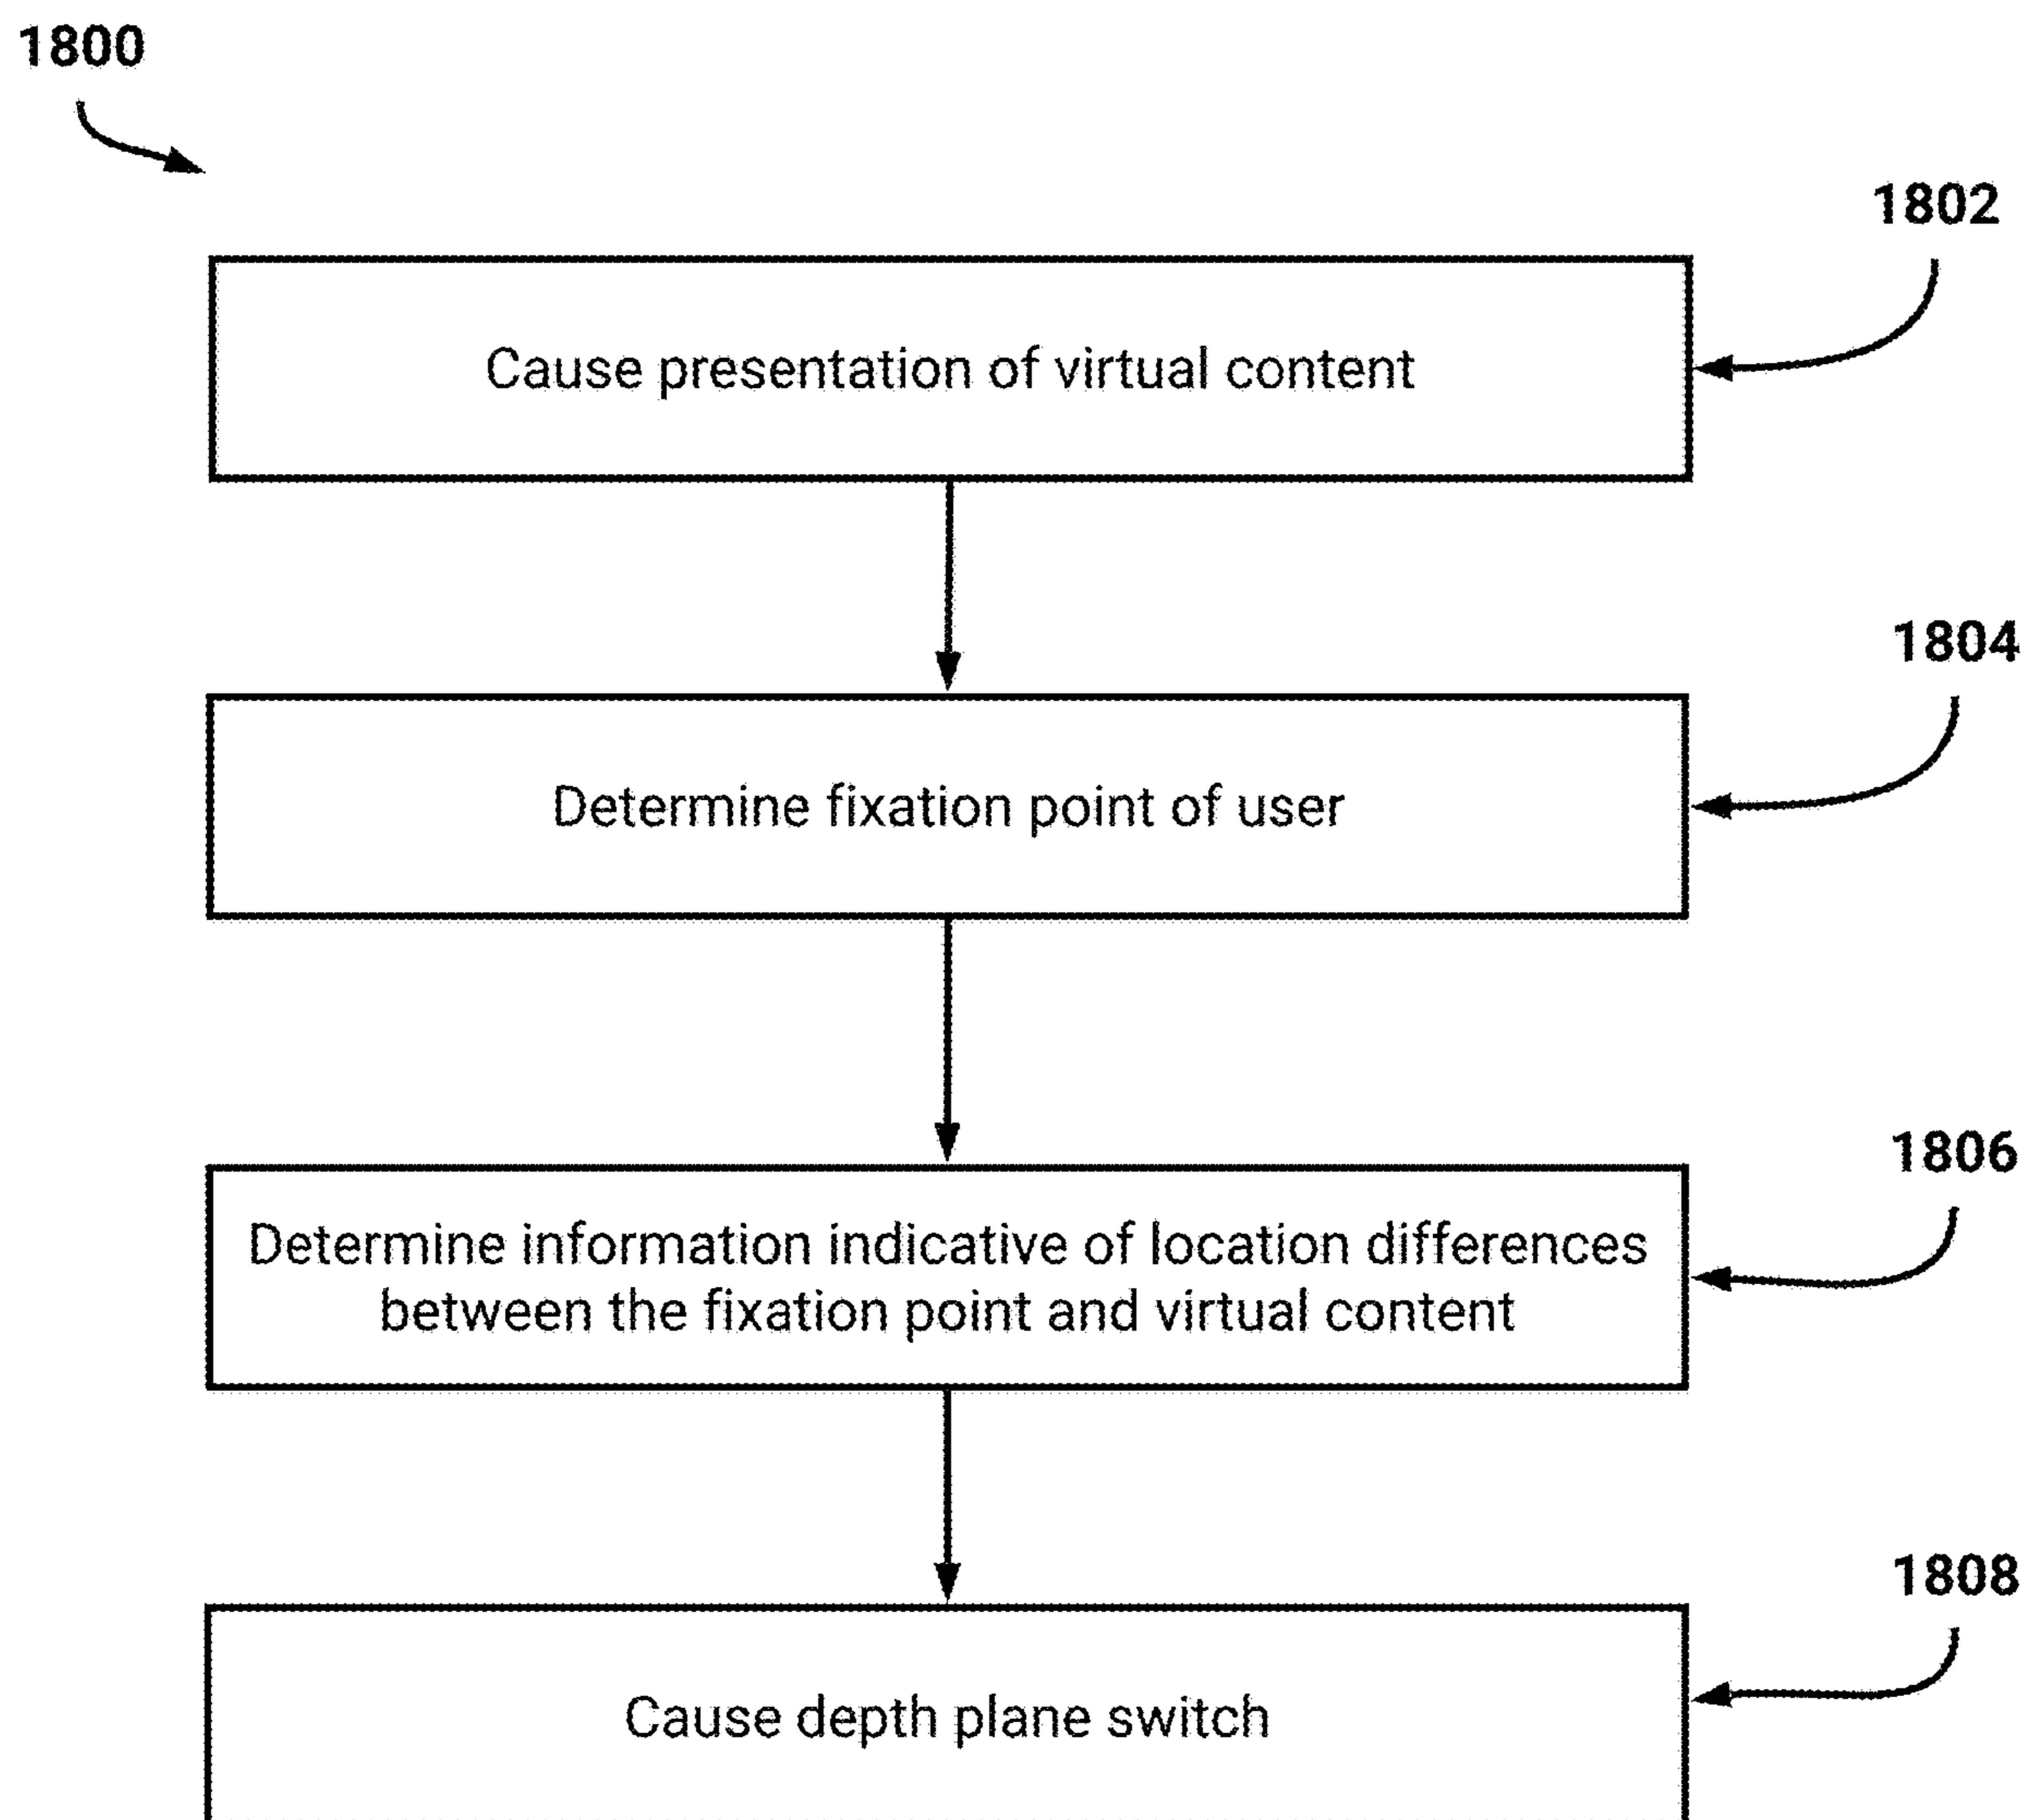 1800
1802
Cause presentation of virtual content
1804
Determine fixation point of user
1806
Determine information indicative of location differences
between the fixation point and virtual content
1808
Cause depth plane switch